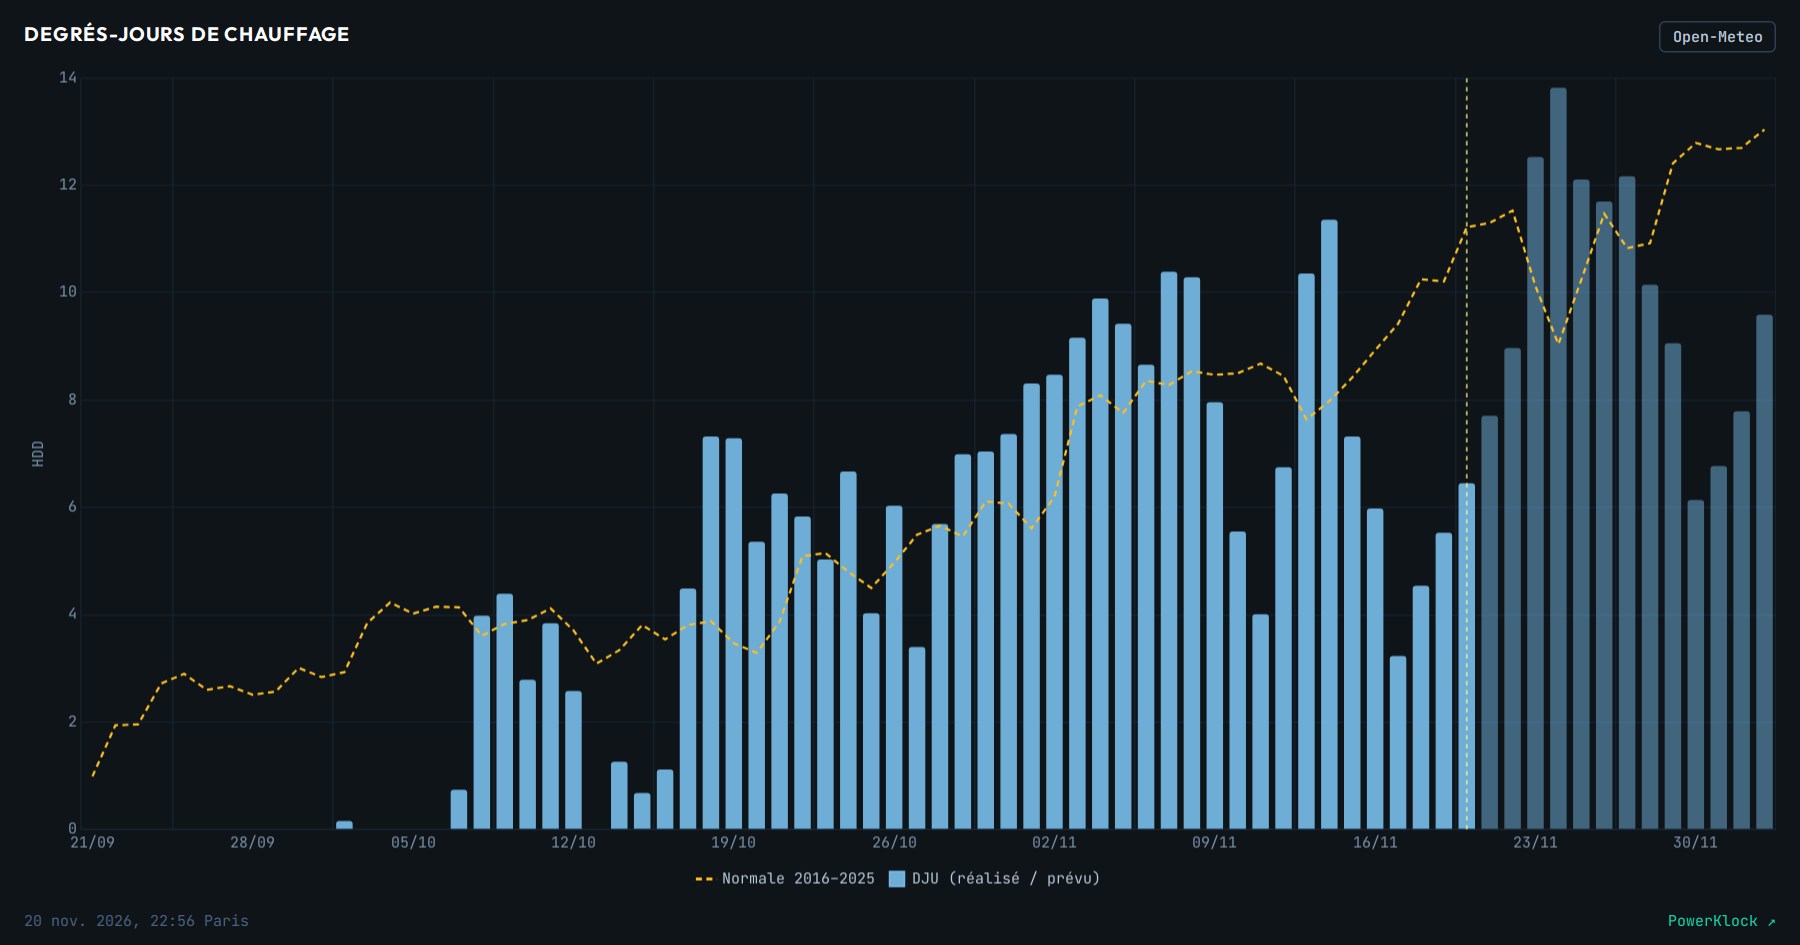 DEGRÉS-JOURS DE CHAUFFAGE
Open-Meteo
14
12
10
8
6
4
2
0
HDD
21/09 28/09 05/10 12/10 19/10 26/10 02/11 09/11 16/11 23/11 30/11
Normale 2016-2025 DJU (réalisé / prévu)
20 nov. 2026, 22:56 Paris
PowerKlock ↗